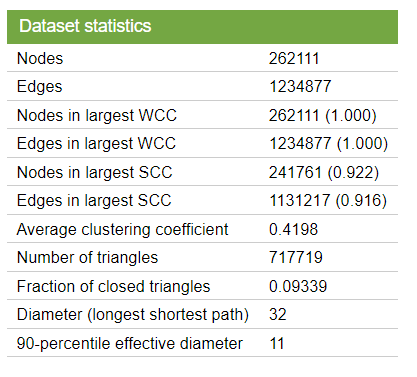 Dataset statistics
Nodes 262111
Edges 1234877
Nodes in largest WCC 262111 (1.000)
Edges in largest WCC 1234877 (1.000)
Nodes in largest SCC 241761 (0.922)
Edges in largest SCC 1131217 (0.916)
Average clustering coefficient 0.4198
Number of triangles 717719
Fraction of closed triangles 0.09339
Diameter (longest shortest path) 32
90-percentile effective diameter 11